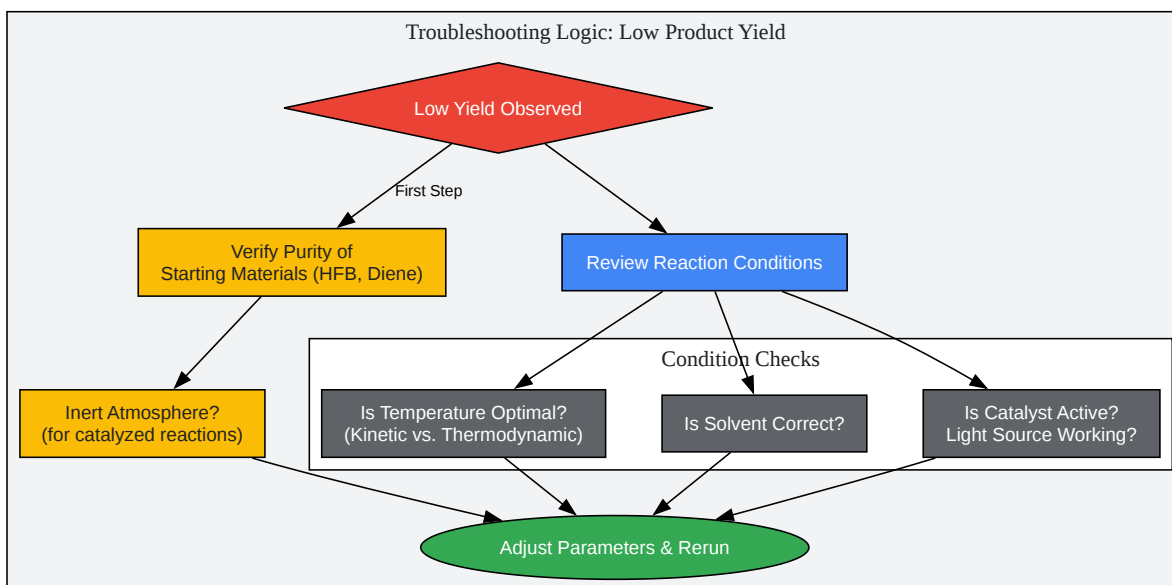 Troubleshooting Logic: Low Product Yield
Low Yield Observed
First Step
Verify Purity of
Starting Materials (HFB, Diene)
Review Reaction Conditions
Condition Checks
Inert Atmosphere?
(for catalyzed reactions)
Is Temperature Optimal?
(Kinetic vs. Thermodynamic)
Is Solvent Correct?
Is Catalyst Active?
Light Source Working?
Adjust Parameters & Rerun